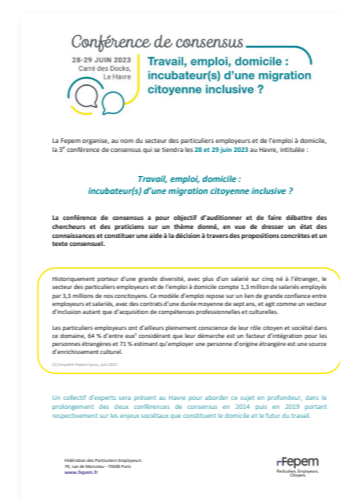 Conférence de consensus
28-29 JUIN 2023
Carré des Docks,
Le Havre
Travail, emploi, domicile :
incubateur(s) d'une migration
citoyenne inclusive ?
La Fepem organise, au nom du secteur des particuliers employeurs et de l'emploi à domicile,
la 3e conférence de consensus qui se tiendra les 28 et 29 juin 2023 au Havre, intitulée :
Travail, emploi, domicile :
incubateur(s) d'une migration citoyenne inclusive ?
La conférence de consensus a pour objectif d'auditionner et de faire débattre des
chercheurs et des praticiens sur un thème donné, en vue de dresser un état des
connaissances et constituer une aide à la décision à travers des propositions concrètes et un
texte consensuel.
Historiquement porteur d'une grande diversité, avec plus d'un salarié sur cinq né à l'étranger, le
secteur des particuliers employeurs et de l'emploi à domicile compte 1,3 million de salariés employés
par 3,3 millions de nos concitoyens. Ce modèle d'emploi repose sur un lien de grande confiance entre
employeurs et salariés, avec des contrats d'une durée moyenne de sept ans, et agit comme un vecteur
d'inclusion autant que d'acquisition de compétences professionnelles et culturelles.
Les particuliers employeurs ont d'ailleurs pleinement conscience de leur rôle citoyen et sociétal dans
ce domaine, 64 % d'entre eux¹ considérant que leur démarche est un facteur d'intégration pour les
personnes étrangères et 71 % estimant qu'employer une personne d'origine étrangère est une source
d'enrichissement culturel.
Un collectif d'experts sera présent au Havre pour aborder ce sujet en profondeur, dans le
prolongement des deux conférences de consensus en 2014 puis en 2019 portant
respectivement sur les enjeux sociétaux que constituent le domicile et le futur du travail.
Fédération des Particuliers Employeurs
79, rue de Monceau - 75008 Paris
www.fepem.fr
Fepem
Particuliers Employeurs
Citoyens